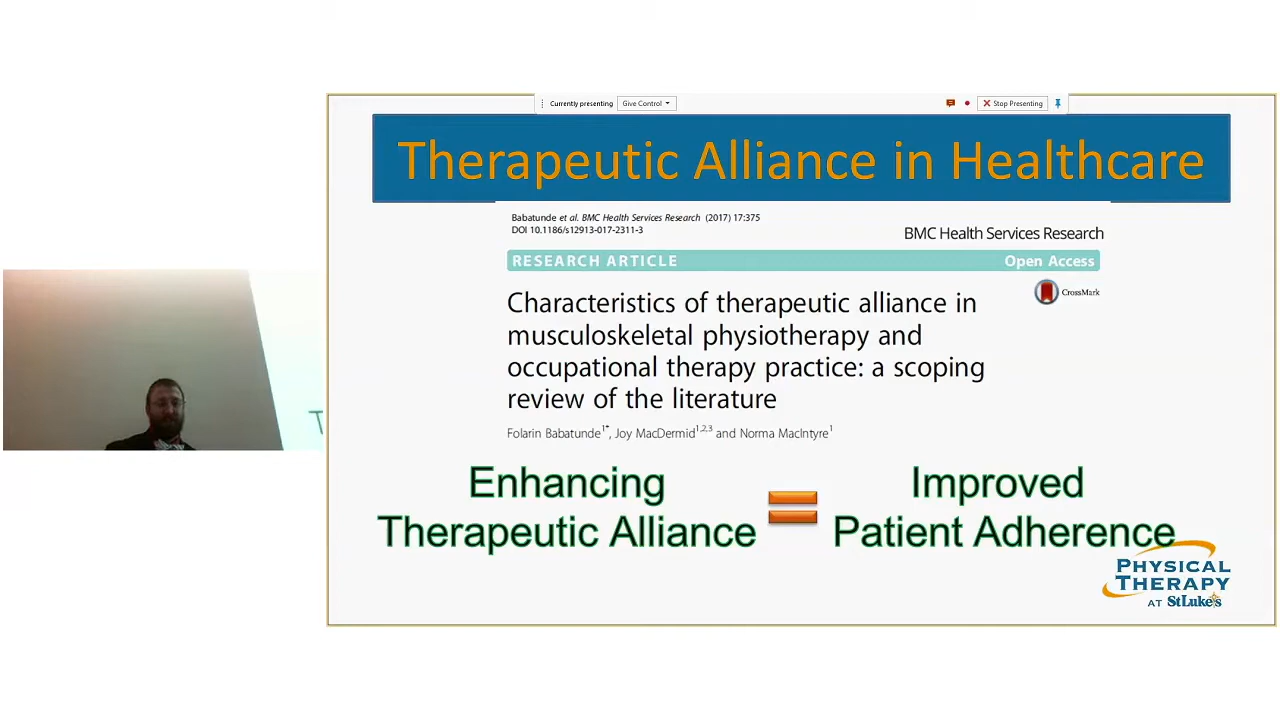 Currently presenting Give Control Stop Presenting
Therapeutic Alliance in Healthcare
Babatunde et al. BMC Health Services Research (2017) 17:375
DOI 10.1186/s12913-017-2311-3
BMC Health Services Research
RESEARCH ARTICLE Open Access
CrossMark
Characteristics of therapeutic alliance in
musculoskeletal physiotherapy and
occupational therapy practice: a scoping
review of the literature
Folarin Babatunde1*, Joy MacDermid1,2,3 and Norma MacIntyre1
Enhancing
Therapeutic Alliance
=
Improved
Patient Adherence
PHYSICAL
THERAPY
AT StLuke's
T